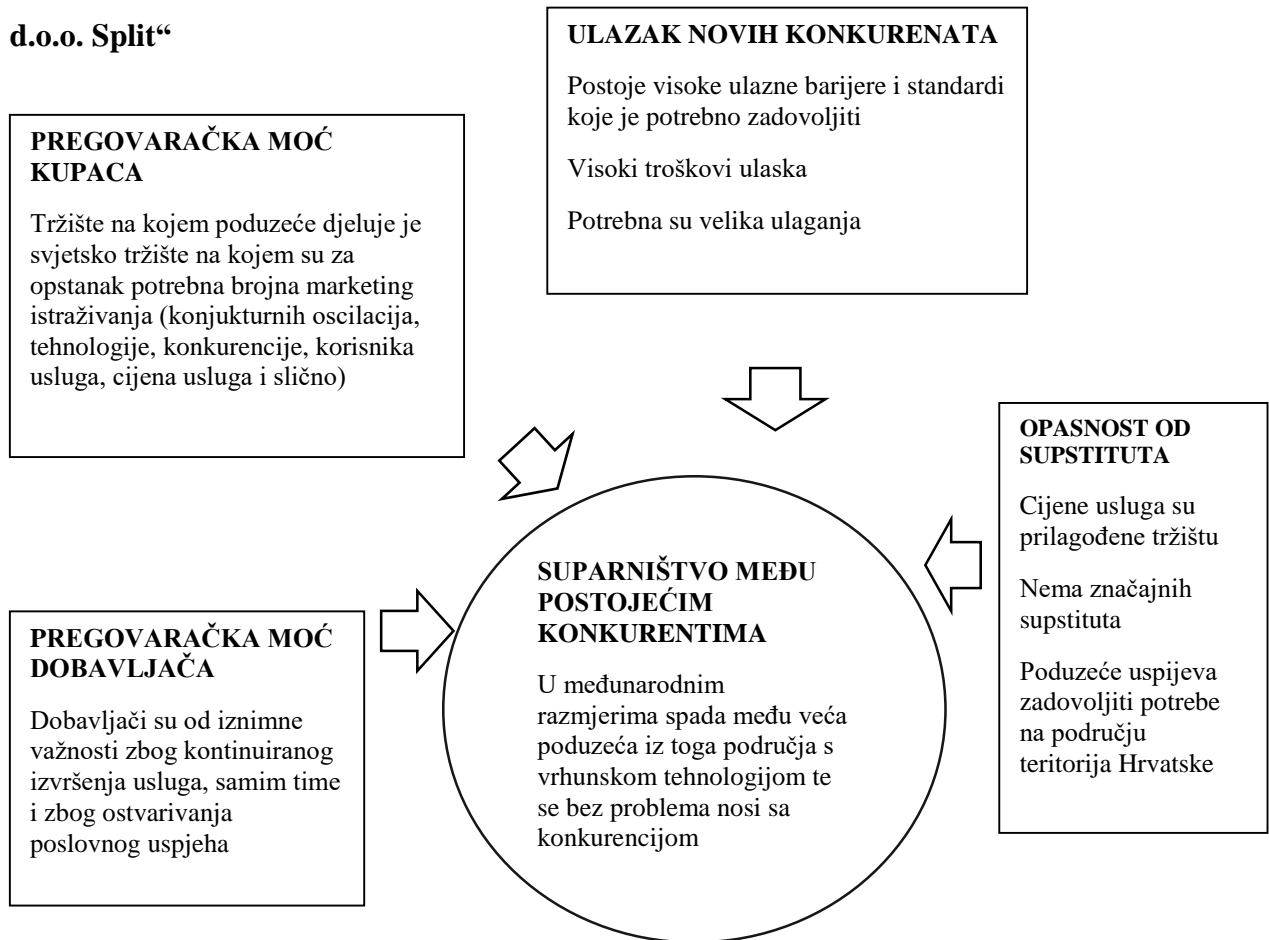 d.o.o. Split“
ULAZAK NOVIH KONKURENATA
Postoje visoke ulazne barijere i standardi
koje je potrebno zadovoljiti
Visoki troškovi ulaska
Potrebna su velika ulaganja
PREGOVARAČKA MOĆ
KUPACA
Tržište na kojem poduzeće djeluje je
svjetsko tržište na kojem su za
opstanak potrebna brojna marketing
istraživanja (konjukturnih oscilacija,
tehnologije, konkurencije, korisnika
usluga, cijena usluga i slično)
OPASNOST OD
SUPSTITUTA
Cijene usluga su
prilagođene tržištu
Nema značajnih
supstituta
Poduzeće uspijeva
zadovoljiti potrebe
na području
teritorija Hrvatske
SUPARNIŠTVO MEĐU
POSTOJEĆIM
KONKURENTIMA
U međunarodnim
razmjerima spada među veća
poduzeća iz toga područja s
vrhunskom tehnologijom te
se bez problema nosi sa
konkurencijom
PREGOVARAČKA MOĆ
DOBAVLJAČA
Dobavljači su od iznimne
važnosti zbog kontinuiranog
izvršenja usluga, samim time
i zbog ostvarivanja
poslovnog uspjeha